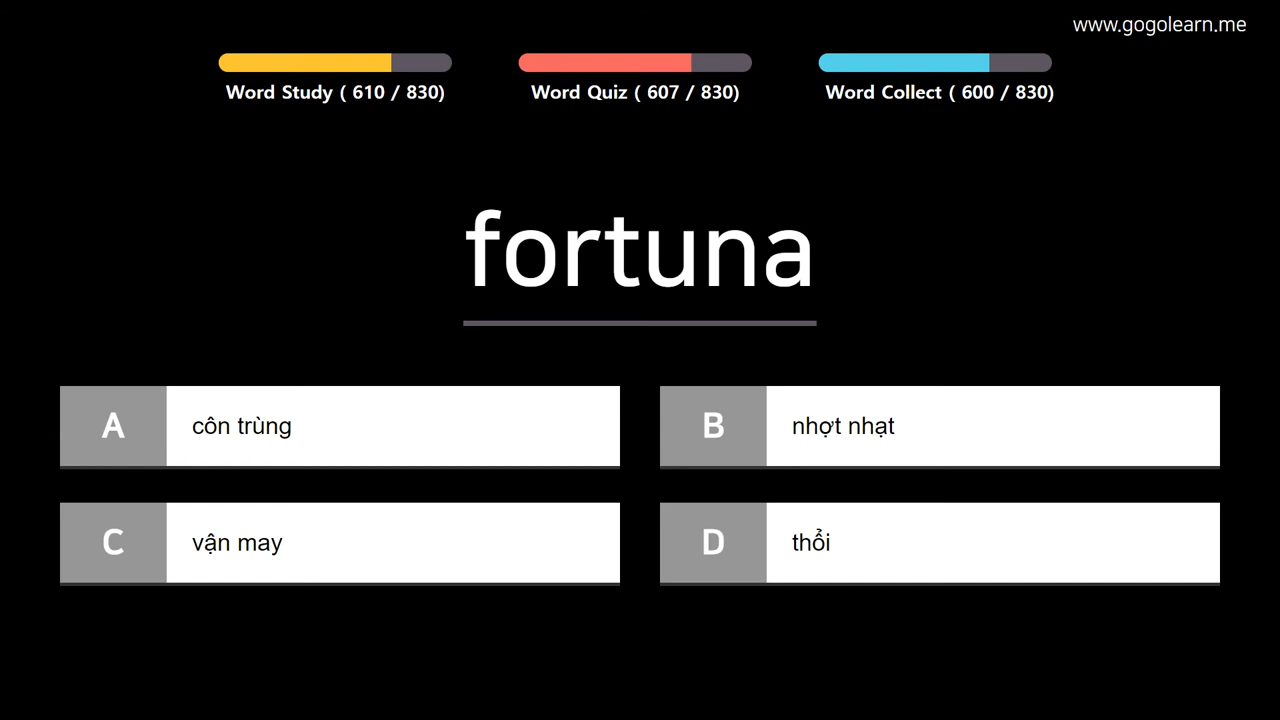 www.gogolearn.me
Word Study ( 610 / 830)
Word Quiz ( 607 / 830)
Word Collect ( 600 / 830)
fortuna
A côn trùng
B nhợt nhạt
C vận may
D thổi